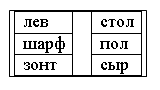 лев стол
шарф пол
зонт сыр